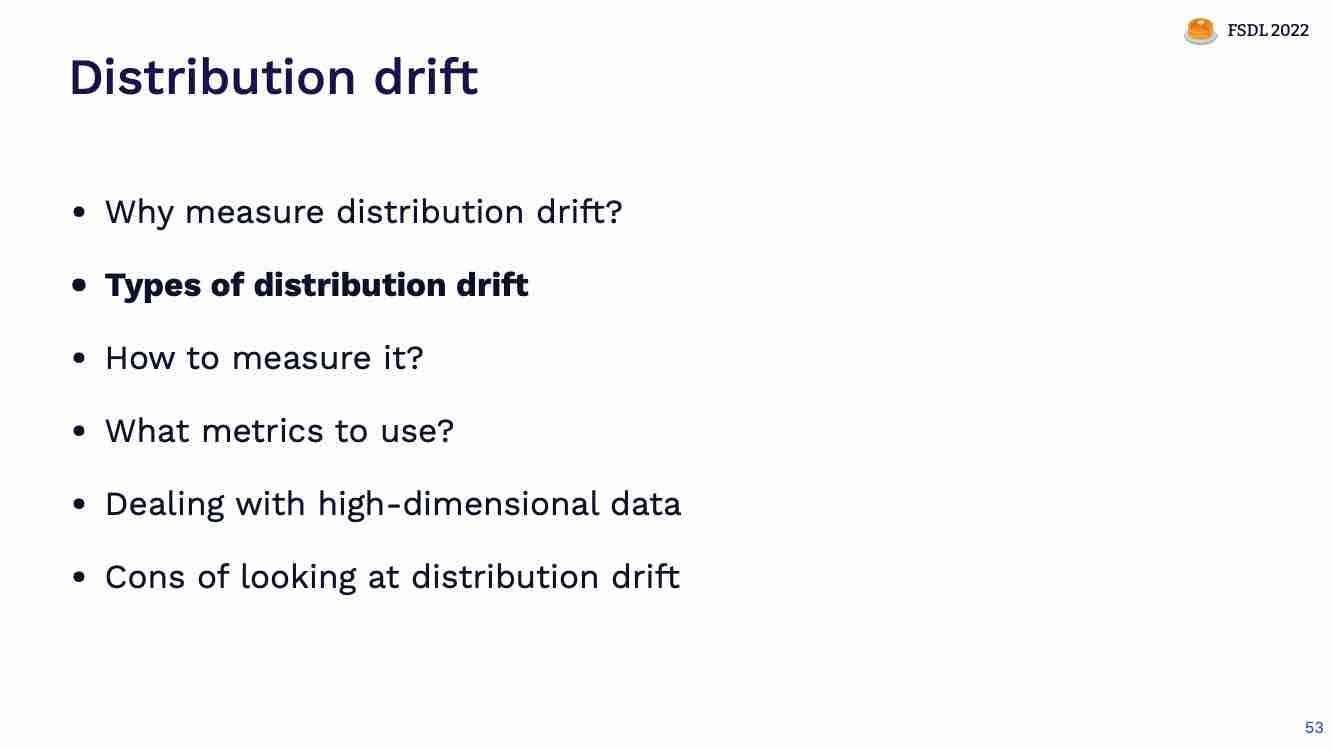 FSDL 2022
Distribution drift
• Why measure distribution drift?
• Types of distribution drift
• How to measure it?
• What metrics to use?
• Dealing with high-dimensional data
• Cons of looking at distribution drift
53